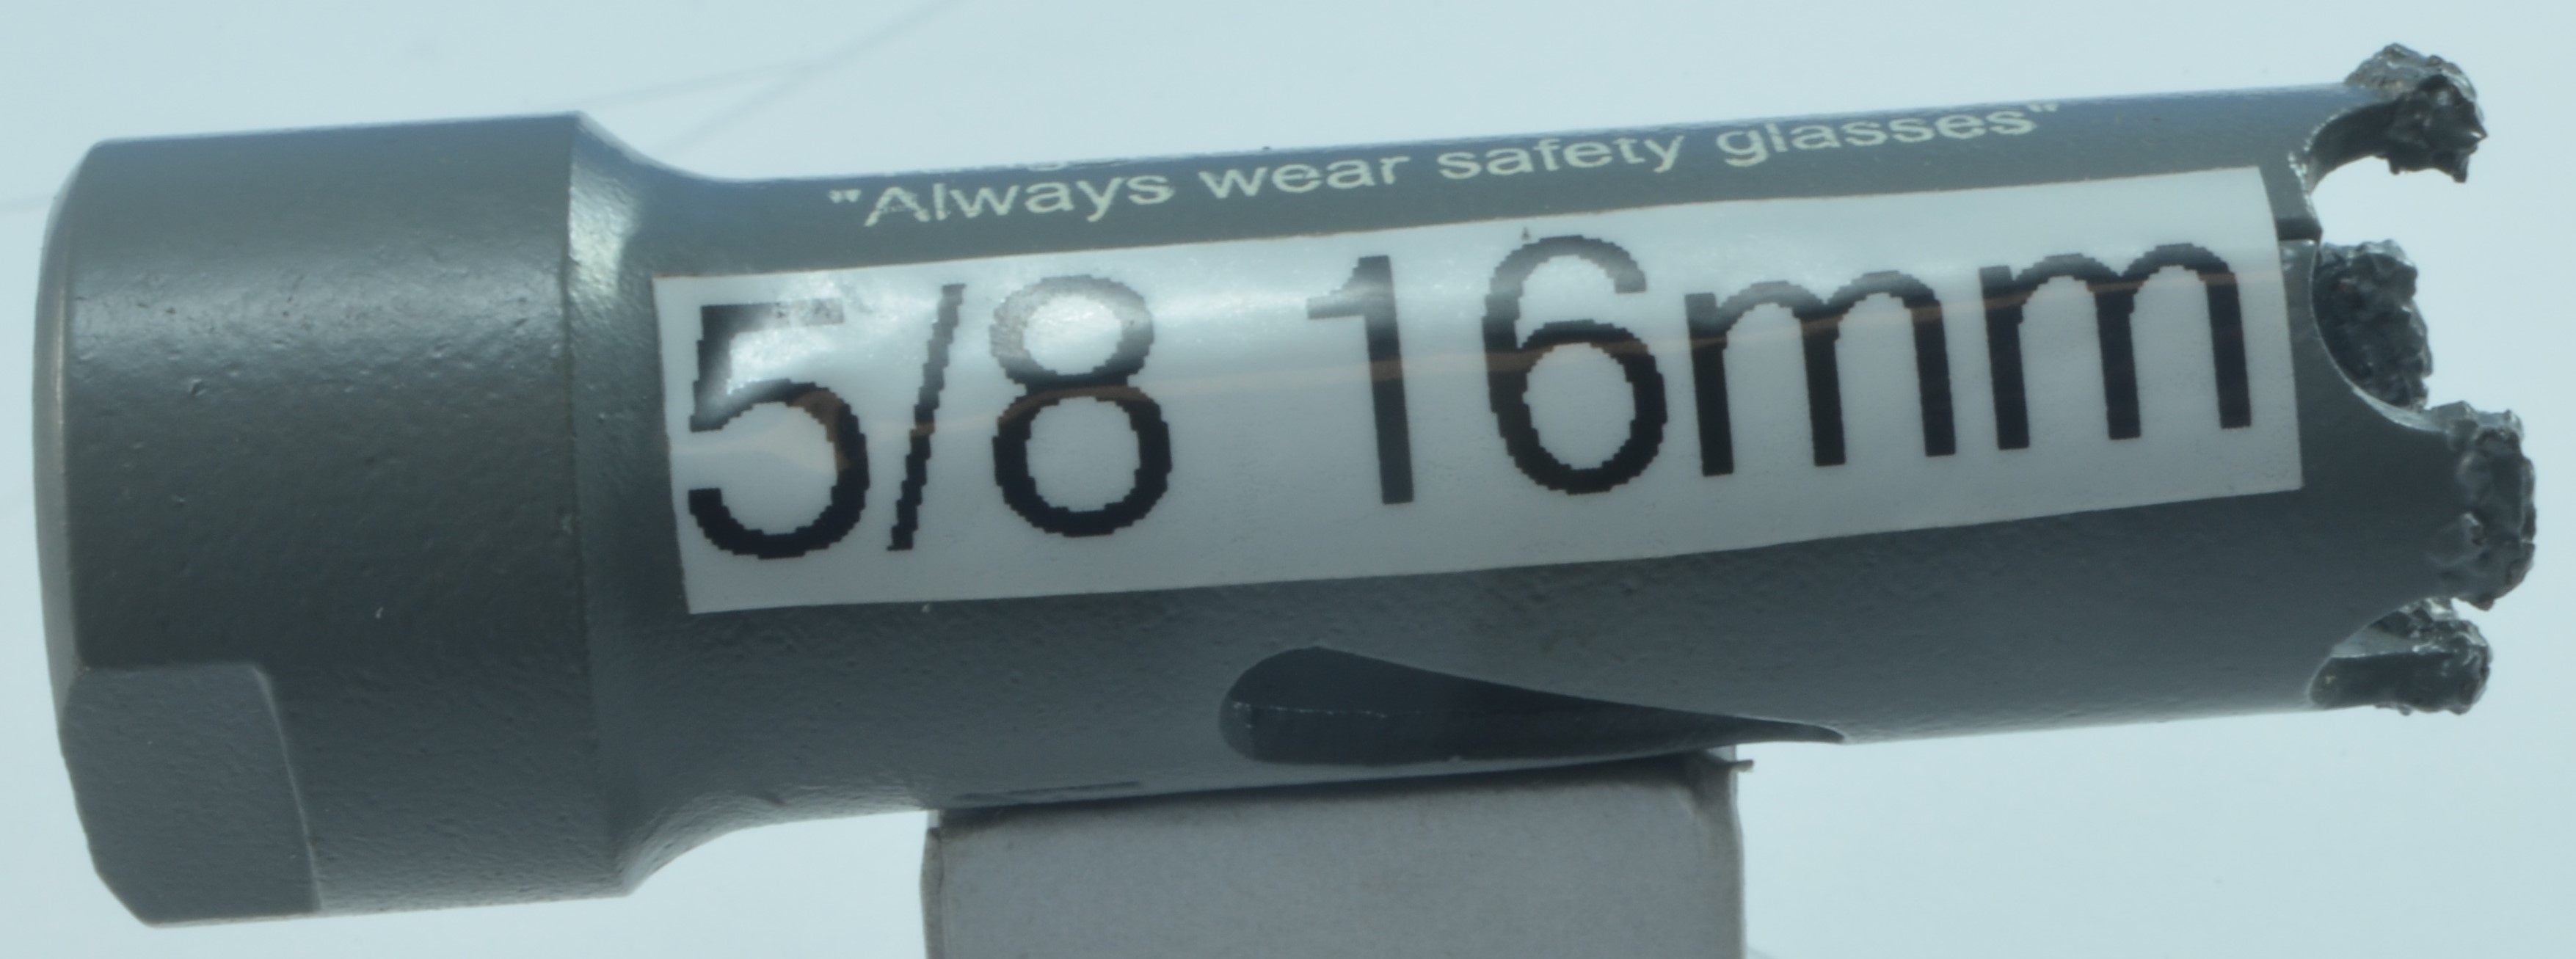 "Always wear safety glasses"
5/8 16mm